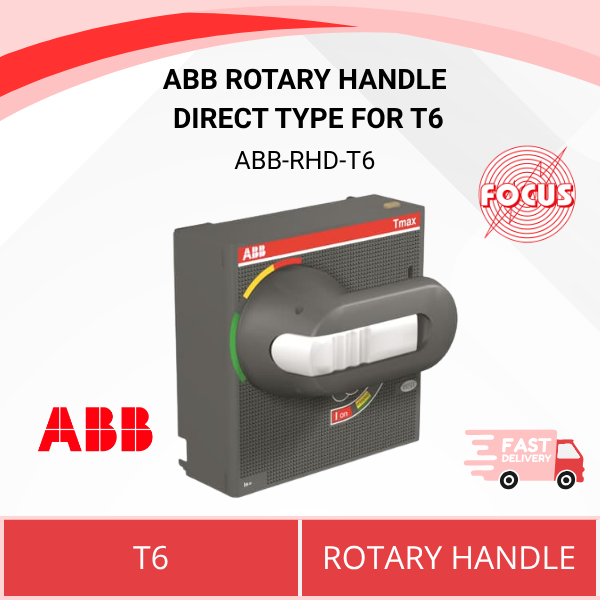 ABB ROTARY HANDLE
DIRECT TYPE FOR T6
ABB-RHD-T6
FOCUS
ABB
Tmax
I ON
ABB
FAST
DELIVERY
T6
ROTARY HANDLE